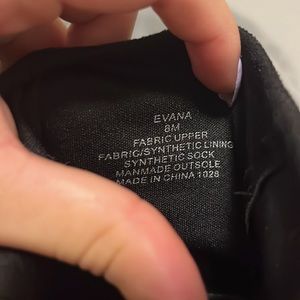 EVANA
8M
FABRIC UPPER
FABRIC/SYNTHETIC LINING
SYNTHETIC SOCK
MANMADE OUTSOLE
MADE IN CHINA 1028